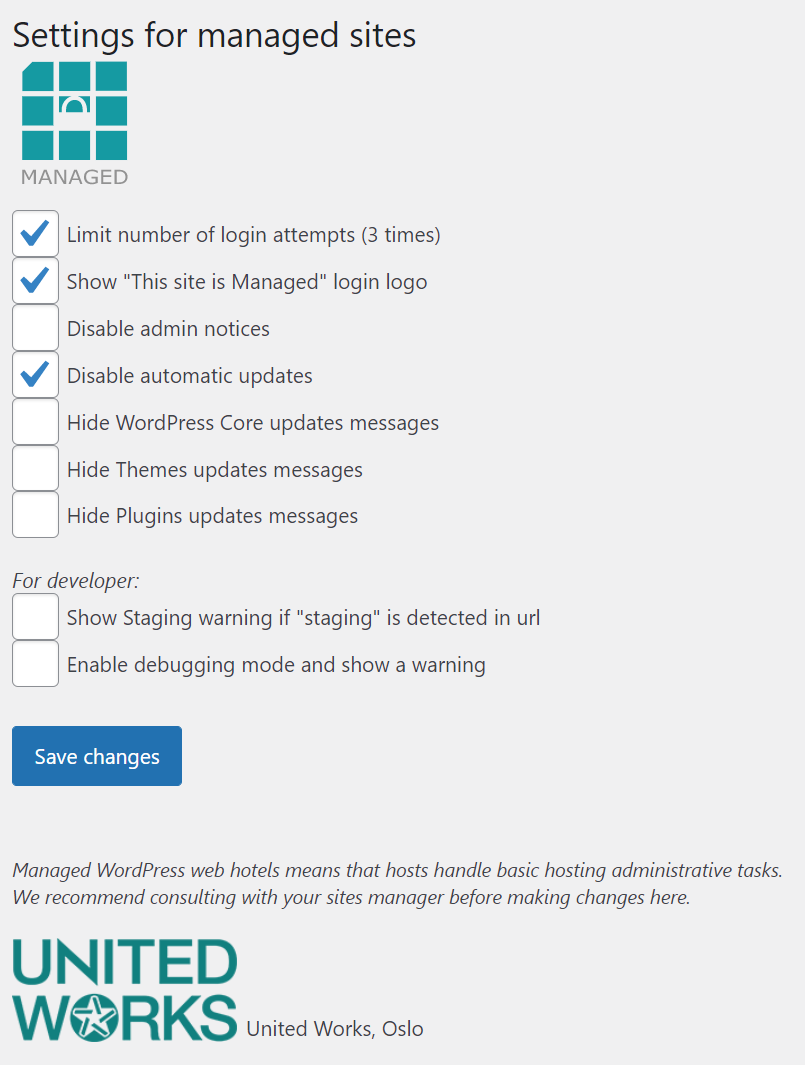 Settings for managed sites
MANAGED
Limit number of login attempts (3 times)
Show "This site is Managed" login logo
Disable admin notices
Disable automatic updates
Hide WordPress Core updates messages
Hide Themes updates messages
Hide Plugins updates messages
For developer:
Show Staging warning if "staging" is detected in url
Enable debugging mode and show a warning
Save changes
Managed WordPress web hotels means that hosts handle basic hosting administrative tasks.
We recommend consulting with your sites manager before making changes here.
UNITED
WORKS
United Works, Oslo